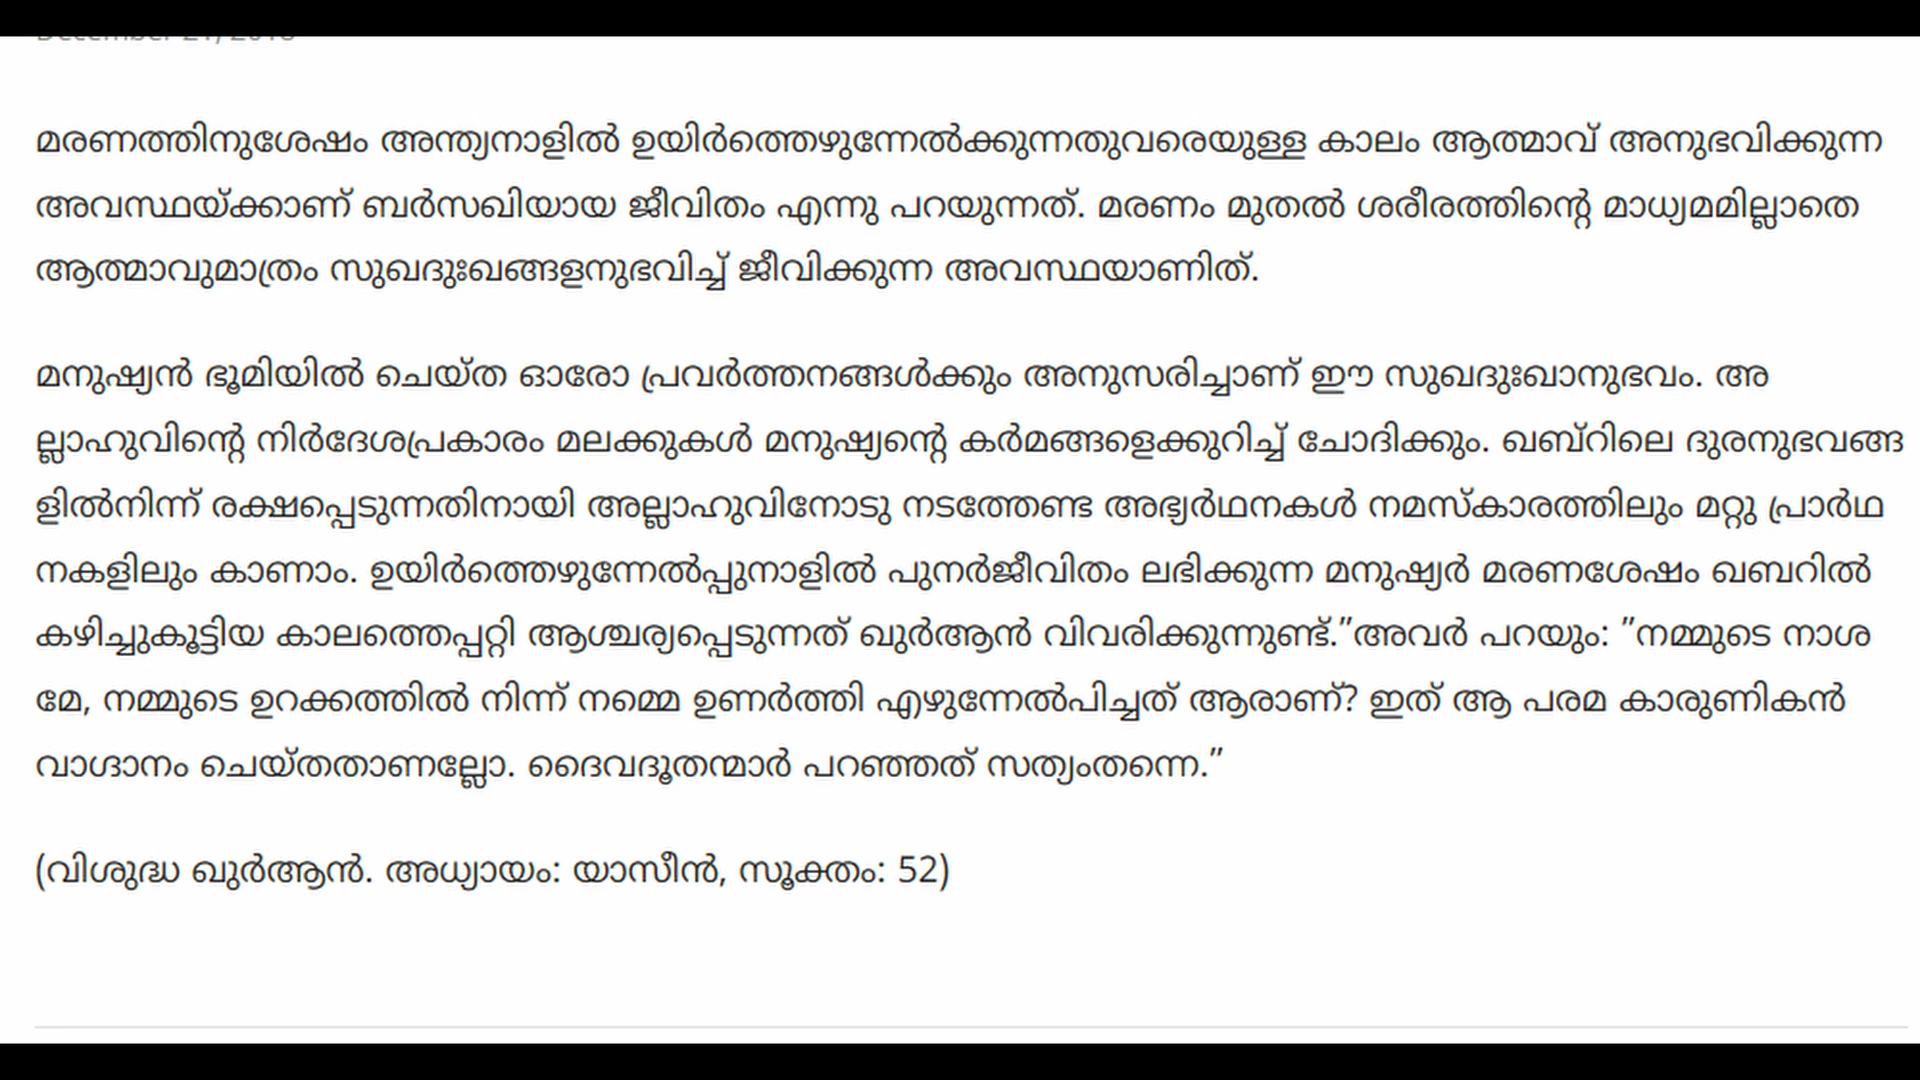 മരണത്തിനുശേഷം അന്ത്യനാളിൽ ഉയിർത്തെഴുന്നേൽക്കുന്നതുവരെയുള്ള കാലം ആത്മാവ് അനുഭവിക്കുന്ന
അവസ്ഥയ്ക്കാണ് ബർസഖിയായ ജീവിതം എന്നു പറയുന്നത്. മരണം മുതൽ ശരീരത്തിന്റെ മാധ്യമമില്ലാതെ
ആത്മാവുമാത്രം സുഖദുഃഖങ്ങളനുഭവിച്ച് ജീവിക്കുന്ന അവസ്ഥയാണിത്.
മനുഷ്യൻ ഭൂമിയിൽ ചെയ്ത ഓരോ പ്രവർത്തനങ്ങൾക്കും അനുസരിച്ചാണ് ഈ സുഖദുഃഖാനുഭവം. അ
ല്ലാഹുവിന്റെ നിർദേശപ്രകാരം മലക്കുകൾ മനുഷ്യന്റെ കർമങ്ങളെക്കുറിച്ച് ചോദിക്കും. ഖബ്റിലെ ദുരനുഭവങ്ങ
ളിൽനിന്ന് രക്ഷപ്പെടുന്നതിനായി അല്ലാഹുവിനോടു നടത്തേണ്ട അഭ്യർഥനകൾ നമസ്കാരത്തിലും മറ്റു പ്രാർഥ
നകളിലും കാണാം. ഉയിർത്തെഴുന്നേൽപ്പുനാളിൽ പുനർജീവിതം ലഭിക്കുന്ന മനുഷ്യർ മരണശേഷം ഖബറിൽ
കഴിച്ചുകൂട്ടിയ കാലത്തെപ്പറ്റി ആശ്ചര്യപ്പെടുന്നത് ഖുർആൻ വിവരിക്കുന്നുണ്ട്.”അവർ പറയും: ”നമ്മുടെ നാശ
മേ, നമ്മുടെ ഉറക്കത്തിൽ നിന്ന് നമ്മെ ഉണർത്തി എഴുന്നേൽപിച്ചത് ആരാണ്? ഇത് ആ പരമ കാരുണികൻ
വാഗ്ദാനം ചെയ്തതാണല്ലോ. ദൈവദൂതന്മാർ പറഞ്ഞത് സത്യംതന്നെ.”
(വിശുദ്ധ ഖുർആൻ. അധ്യായം: യാസീൻ, സൂക്തം: 52)